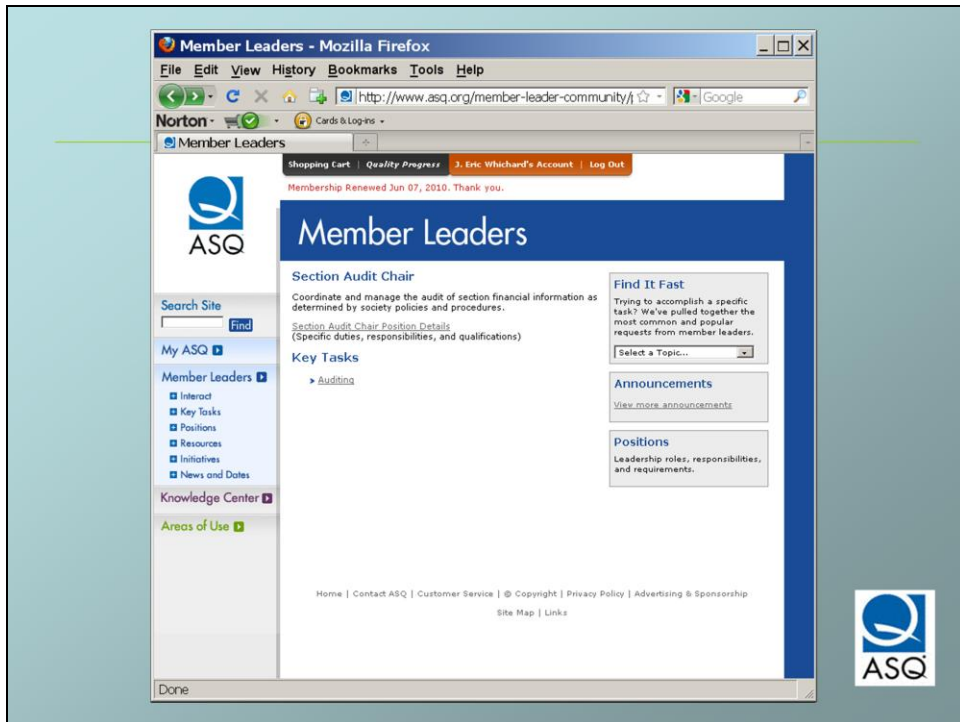 Member Leaders - Mozilla Firefox
File Edit View History Bookmarks Tools Help
http://www.asq.org/member-leader-community/
Google
Norton
Cards & Log-ins
Member Leaders
Shopping Cart | Quality Progress | J. Eric Whichard's Account | Log Out
Membership Renewed Jun 07, 2010. Thank you.
ASQ
Member Leaders
Search Site
Find
My ASQ
Member Leaders
Interact
Key Tasks
Positions
Resources
Initiatives
News and Dates
Knowledge Center
Areas of Use
Section Audit Chair
Coordinate and manage the audit of section financial information as
determined by society policies and procedures.
Section Audit Chair Position Details
(Specific duties, responsibilities, and qualifications)
Key Tasks
Auditing
Find It Fast
Trying to accomplish a specific
task? We've pulled together the
most common and popular
requests from member leaders.
Select a Topic...
Announcements
View more announcements
Positions
Leadership roles, responsibilities,
and requirements.
Home | Contact ASQ | Customer Service | © Copyright | Privacy Policy | Advertising & Sponsorship
Site Map | Links
Done
ASQ